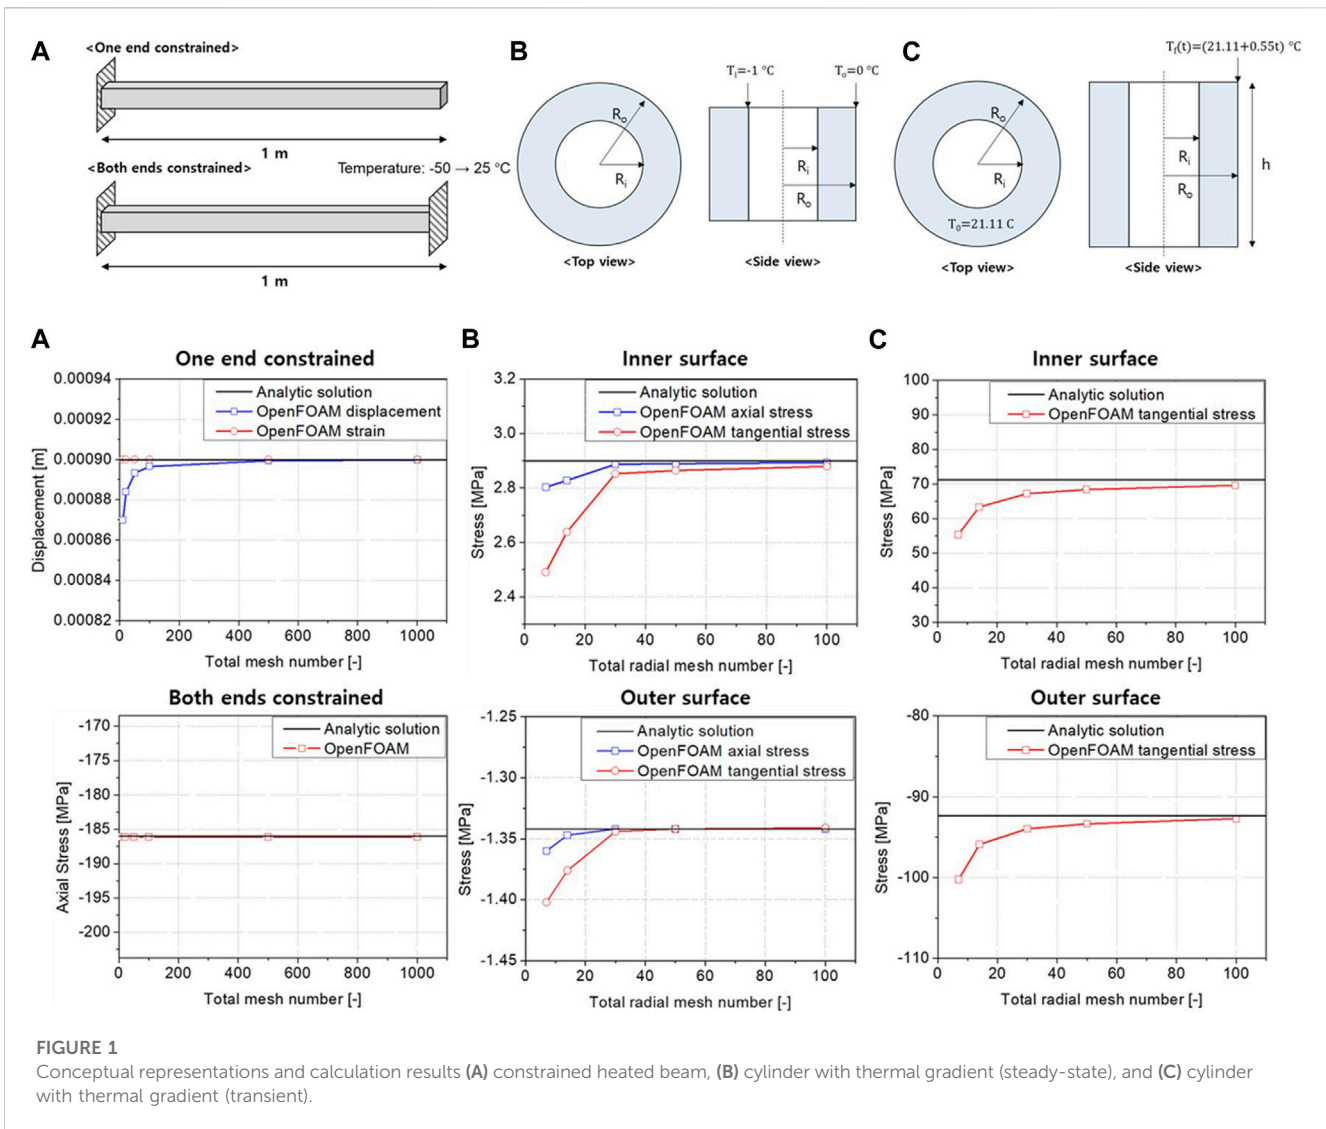 A
<One end constrained>
1 m
<Both ends constrained>
Temperature: -50 → 25 °C
1 m
B
Rₒ
Rᵢ
<Top view>
Tᵢ=-1 °C
Tₒ=0 °C
Rᵢ
Rₒ
<Side view>
C
Rₒ
Rᵢ
T₀=21.11 C
<Top view>
Tf(t)=(21.11+0.55t) °C
Rᵢ
Rₒ
h
<Side view>
A
One end constrained
Analytic solution
OpenFOAM displacement
OpenFOAM strain
Displacement [m]
0.00094
0.00092
0.00090
0.00088
0.00086
0.00084
0.00082
0 200 400 600 800 1000
Total mesh number [-]
Both ends constrained
Analytic solution
OpenFOAM
Axial Stress [MPa]
-170
-175
-180
-185
-190
-195
-200
0 200 400 600 800 1000
Total mesh number [-]
B
Inner surface
Analytic solution
OpenFOAM axial stress
OpenFOAM tangential stress
Stress [MPa]
3.2
3.0
2.8
2.6
2.4
0 20 40 60 80 100
Total radial mesh number [-]
Outer surface
Analytic solution
OpenFOAM axial stress
OpenFOAM tangential stress
Stress [MPa]
-1.25
-1.30
-1.35
-1.40
-1.45
0 20 40 60 80 100
Total radial mesh number [-]
C
Inner surface
Analytic solution
OpenFOAM tangential stress
Stress [MPa]
100
90
80
70
60
50
40
30
0 20 40 60 80 100
Total radial mesh number [-]
Outer surface
Analytic solution
OpenFOAM tangential stress
Stress [MPa]
-80
-90
-100
-110
0 20 40 60 80 100
Total radial mesh number [-]
FIGURE 1
Conceptual representations and calculation results (A) constrained heated beam, (B) cylinder with thermal gradient (steady-state), and (C) cylinder
with thermal gradient (transient).